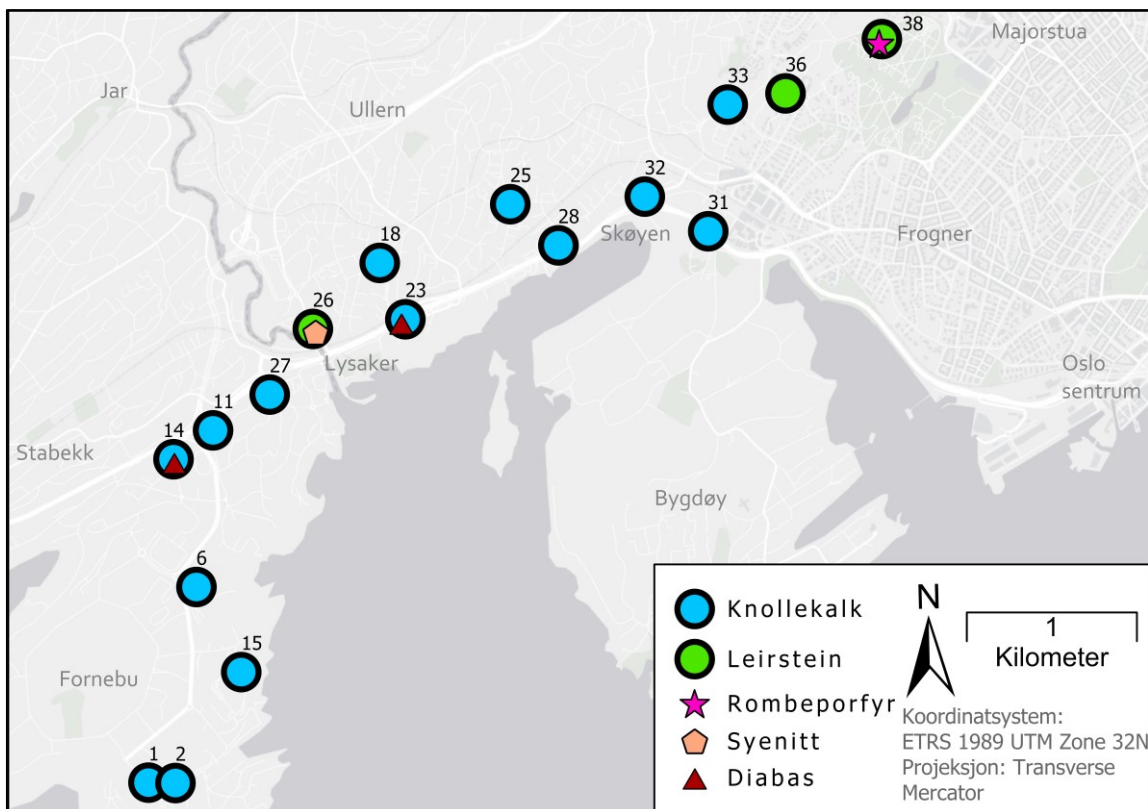 38
Majorstua
36
33
Jar
Ullern
25
32
31
28
Skøyen
Frogner
18
23
26
Lysaker
27
Oslo
sentrum
11
14
Stabekk
Bygdøy
6
15
Fornebu
1
2
Knollekalk
Leirstein
Rombeporfyr
Syenitt
Diabas
N
1
Kilometer
Koordinatsystem:
ETRS 1989 UTM Zone 32N
Projeksjon: Transverse
Mercator